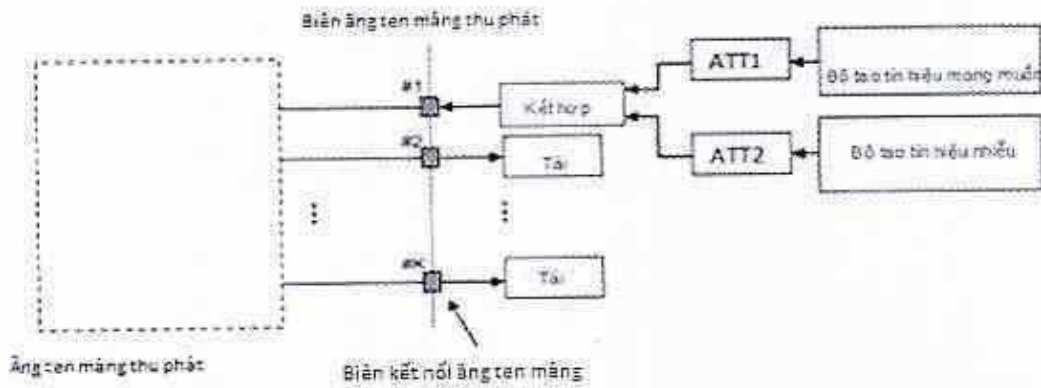 Biên ăng ten mảng thu phát
#1
Kết hợp
ATT1
Bộ tạo tín hiệu mong muốn
#2
Tải
ATT2
Bộ tạo tín hiệu nhiễu
#K
Tải
Ăng ten mảng thu phát
Biên kết nối ăng ten mảng